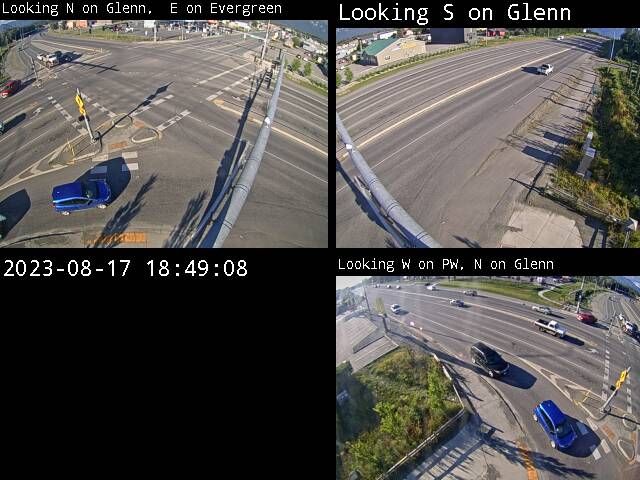 Looking N on Glenn,  E on Evergreen
Looking S on Glenn
2023-08-17 18:49:08
Looking W on PW, N on Glenn